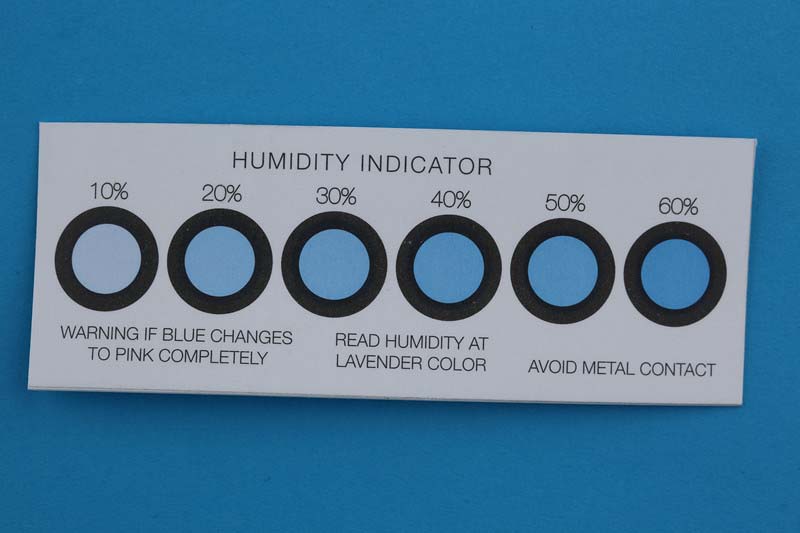 HUMIDITY INDICATOR
10% 20% 30% 40% 50% 60%
WARNING IF BLUE CHANGES
TO PINK COMPLETELY
READ HUMIDITY AT
LAVENDER COLOR
AVOID METAL CONTACT